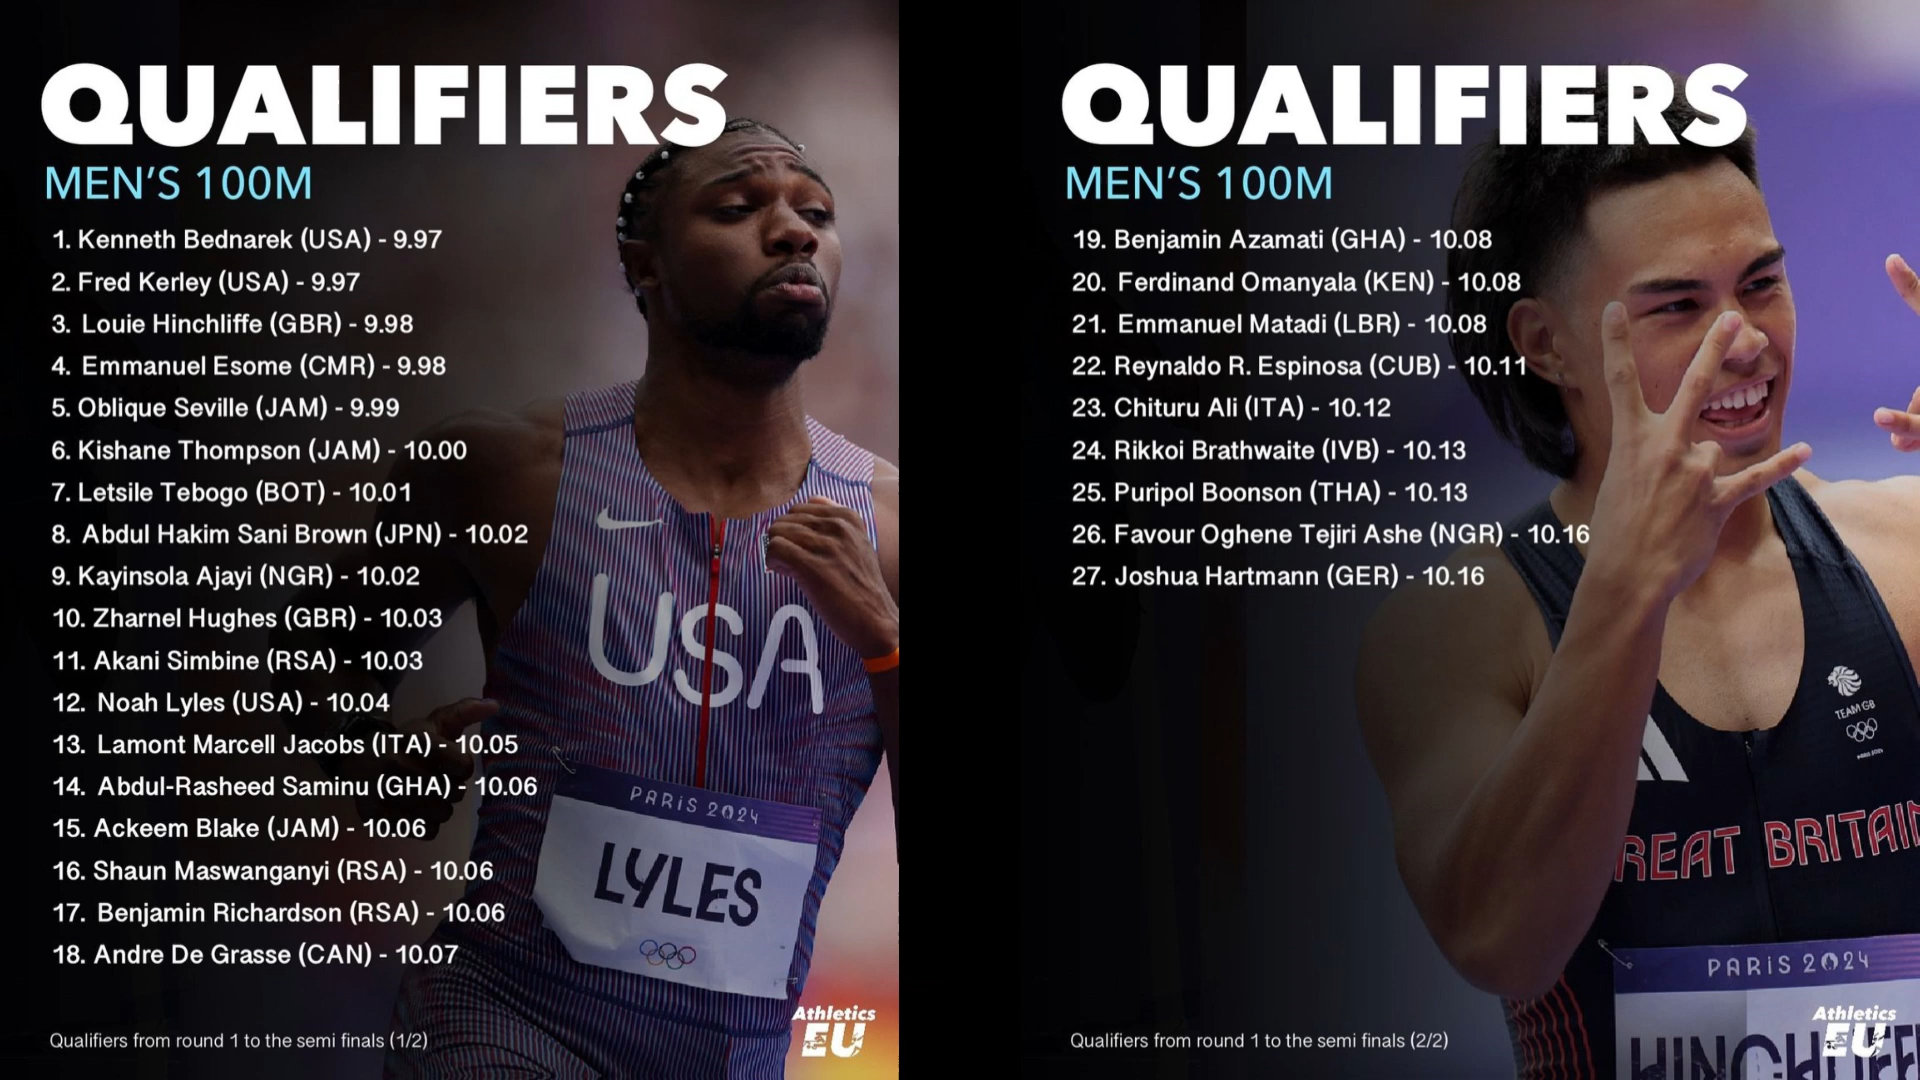 QUALIFIERS
MEN'S 100M
1. Kenneth Bednarek (USA) - 9.97
2. Fred Kerley (USA) - 9.97
3. Louie Hinchliffe (GBR) - 9.98
4. Emmanuel Esome (CMR) - 9.98
5. Oblique Seville (JAM) - 9.99
6. Kishane Thompson (JAM) - 10.00
7. Letsile Tebogo (BOT) - 10.01
8. Abdul Hakim Sani Brown (JPN) - 10.02
9. Kayinsola Ajayi (NGR) - 10.02
10. Zharnel Hughes (GBR) - 10.03
11. Akani Simbine (RSA) - 10.03
12. Noah Lyles (USA) - 10.04
13. Lamont Marcell Jacobs (ITA) - 10.05
14. Abdul-Rasheed Saminu (GHA) - 10.06
15. Ackeem Blake (JAM) - 10.06
16. Shaun Maswanganyi (RSA) - 10.06
17. Benjamin Richardson (RSA) - 10.06
18. Andre De Grasse (CAN) - 10.07
Qualifiers from round 1 to the semi finals (1/2)
USA
PARIS 2024
LYLES
Athletics
EU
QUALIFIERS
MEN'S 100M
19. Benjamin Azamati (GHA) - 10.08
20. Ferdinand Omanyala (KEN) - 10.08
21. Emmanuel Matadi (LBR) - 10.08
22. Reynaldo R. Espinosa (CUB) - 10.11
23. Chituru Ali (ITA) - 10.12
24. Rikkoi Brathwaite (IVB) - 10.13
25. Puripol Boonson (THA) - 10.13
26. Favour Oghene Tejiri Ashe (NGR) - 10.16
27. Joshua Hartmann (GER) - 10.16
Qualifiers from round 1 to the semi finals (2/2)
TEAM GB
REAT BRITAIN
PARIS 2024
Athletics
EU